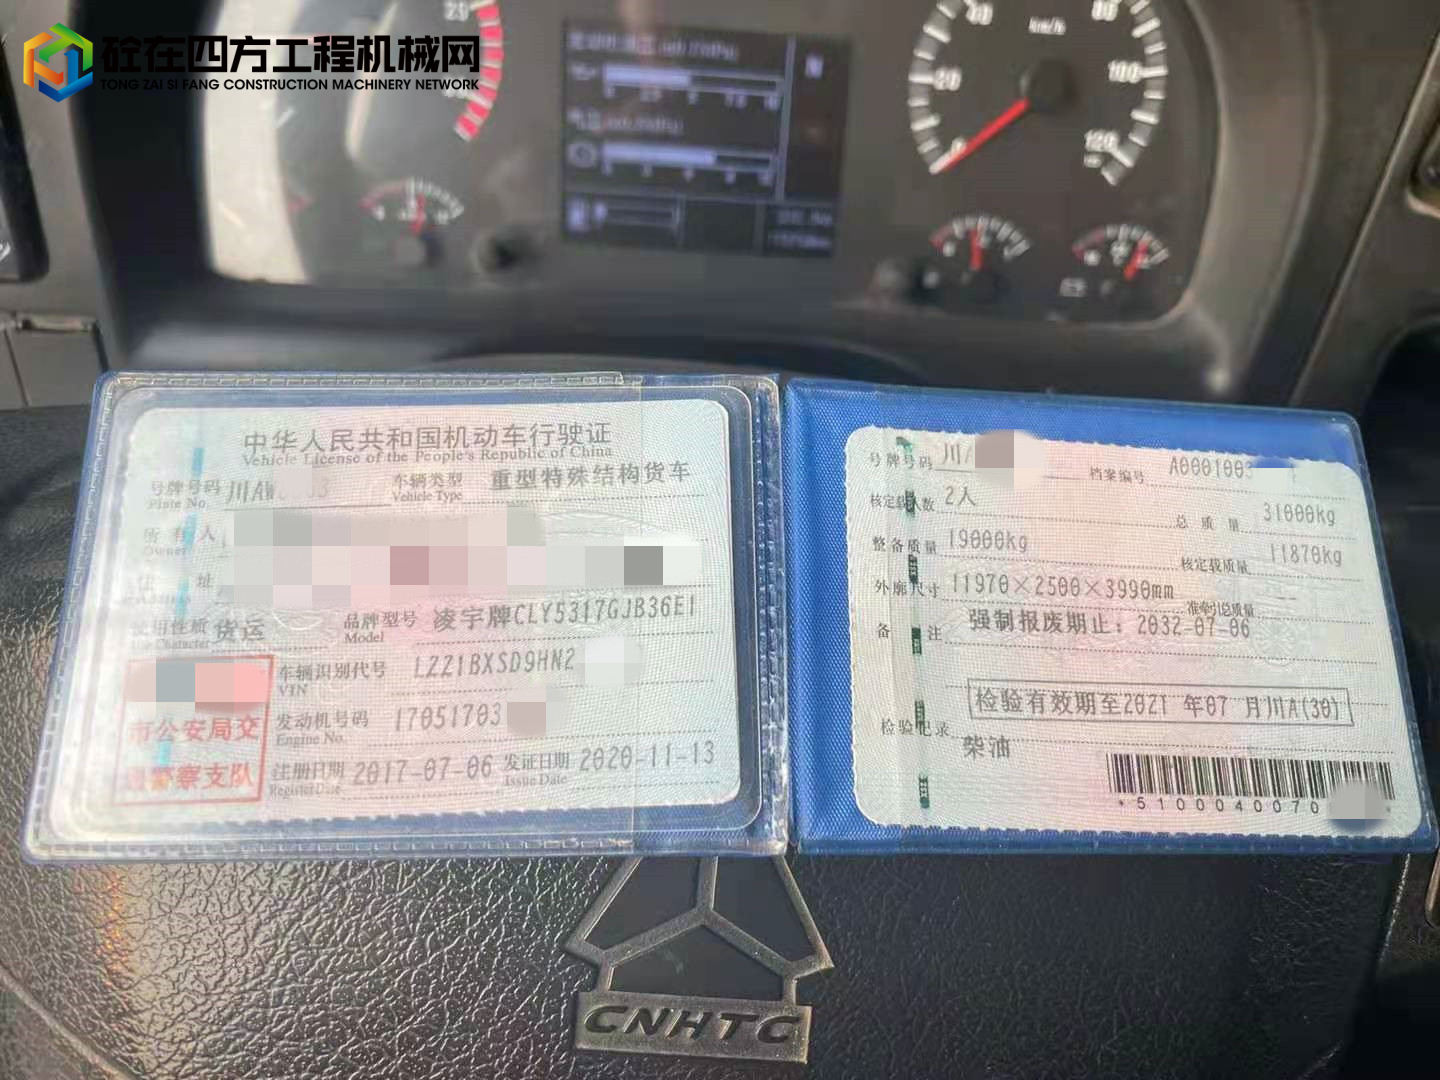 砼在四方工程机械网
TONG ZAI SI FANG CONSTRUCTION MACHINERY NETWORK
km/h
20
100
120
中华人民共和国机动车行驶证
Vehicle License of the People's Republic of China
号牌号码 川AW
Plate No.
车辆类型 重型特殊结构货车
Vehicle Type
所有人
Owner
住址
Address
使用性质 货运
Use Character
品牌型号 凌宇牌CLY5317GJB36E1
Model
车辆识别代号 LZZ1BXSD9HN2
VIN
发动机号码 17051703
Engine No.
市公安局交
通警察支队
注册日期 2017-07-06
Register Date
发证日期 2020-11-13
Issue Date
号牌号码 川A
档案编号 A0001003
核定载人数 2人
总质量 31000kg
整备质量 19000kg
核定载质量 11870kg
外廓尺寸 11970×2500×3990mm
准牵引总质量 --
备注 强制报废期止：2032-07-06
检验有效期至2021年07月川A(30)
检验记录
柴油
*5100040070
*
CNHTC